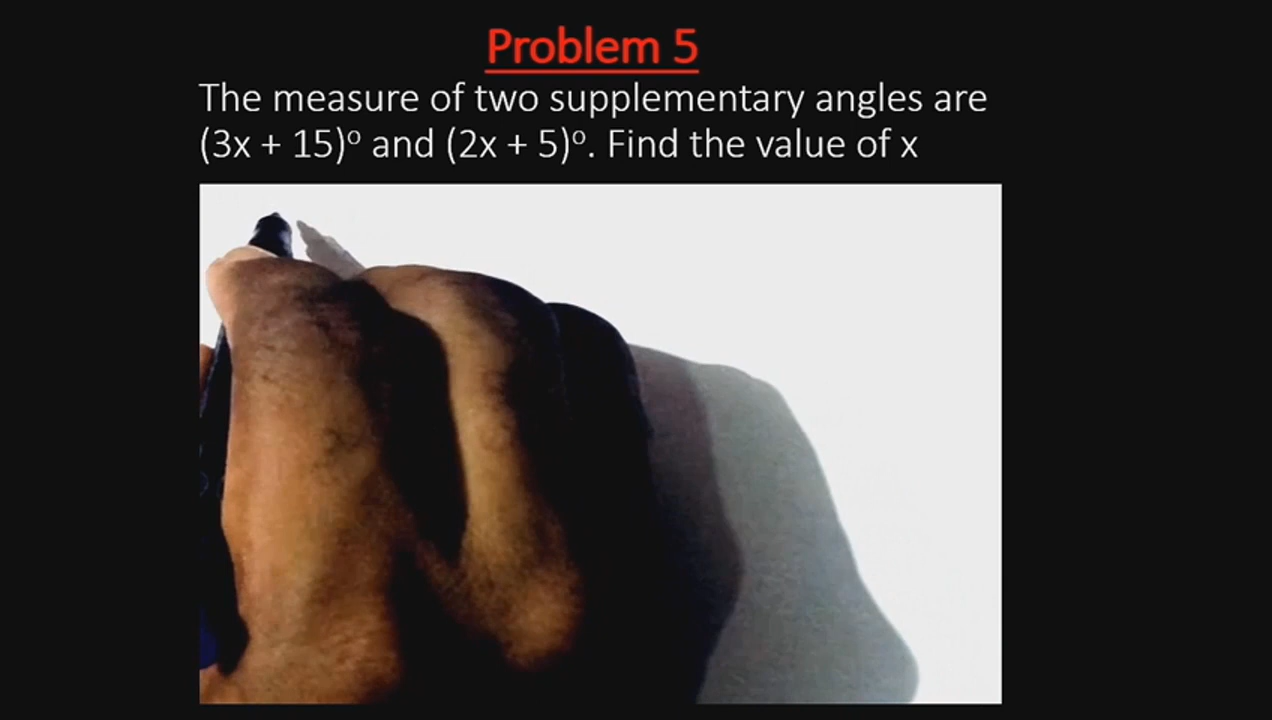 Problem 5
The measure of two supplementary angles are
(3x + 15)º and (2x + 5)º. Find the value of x